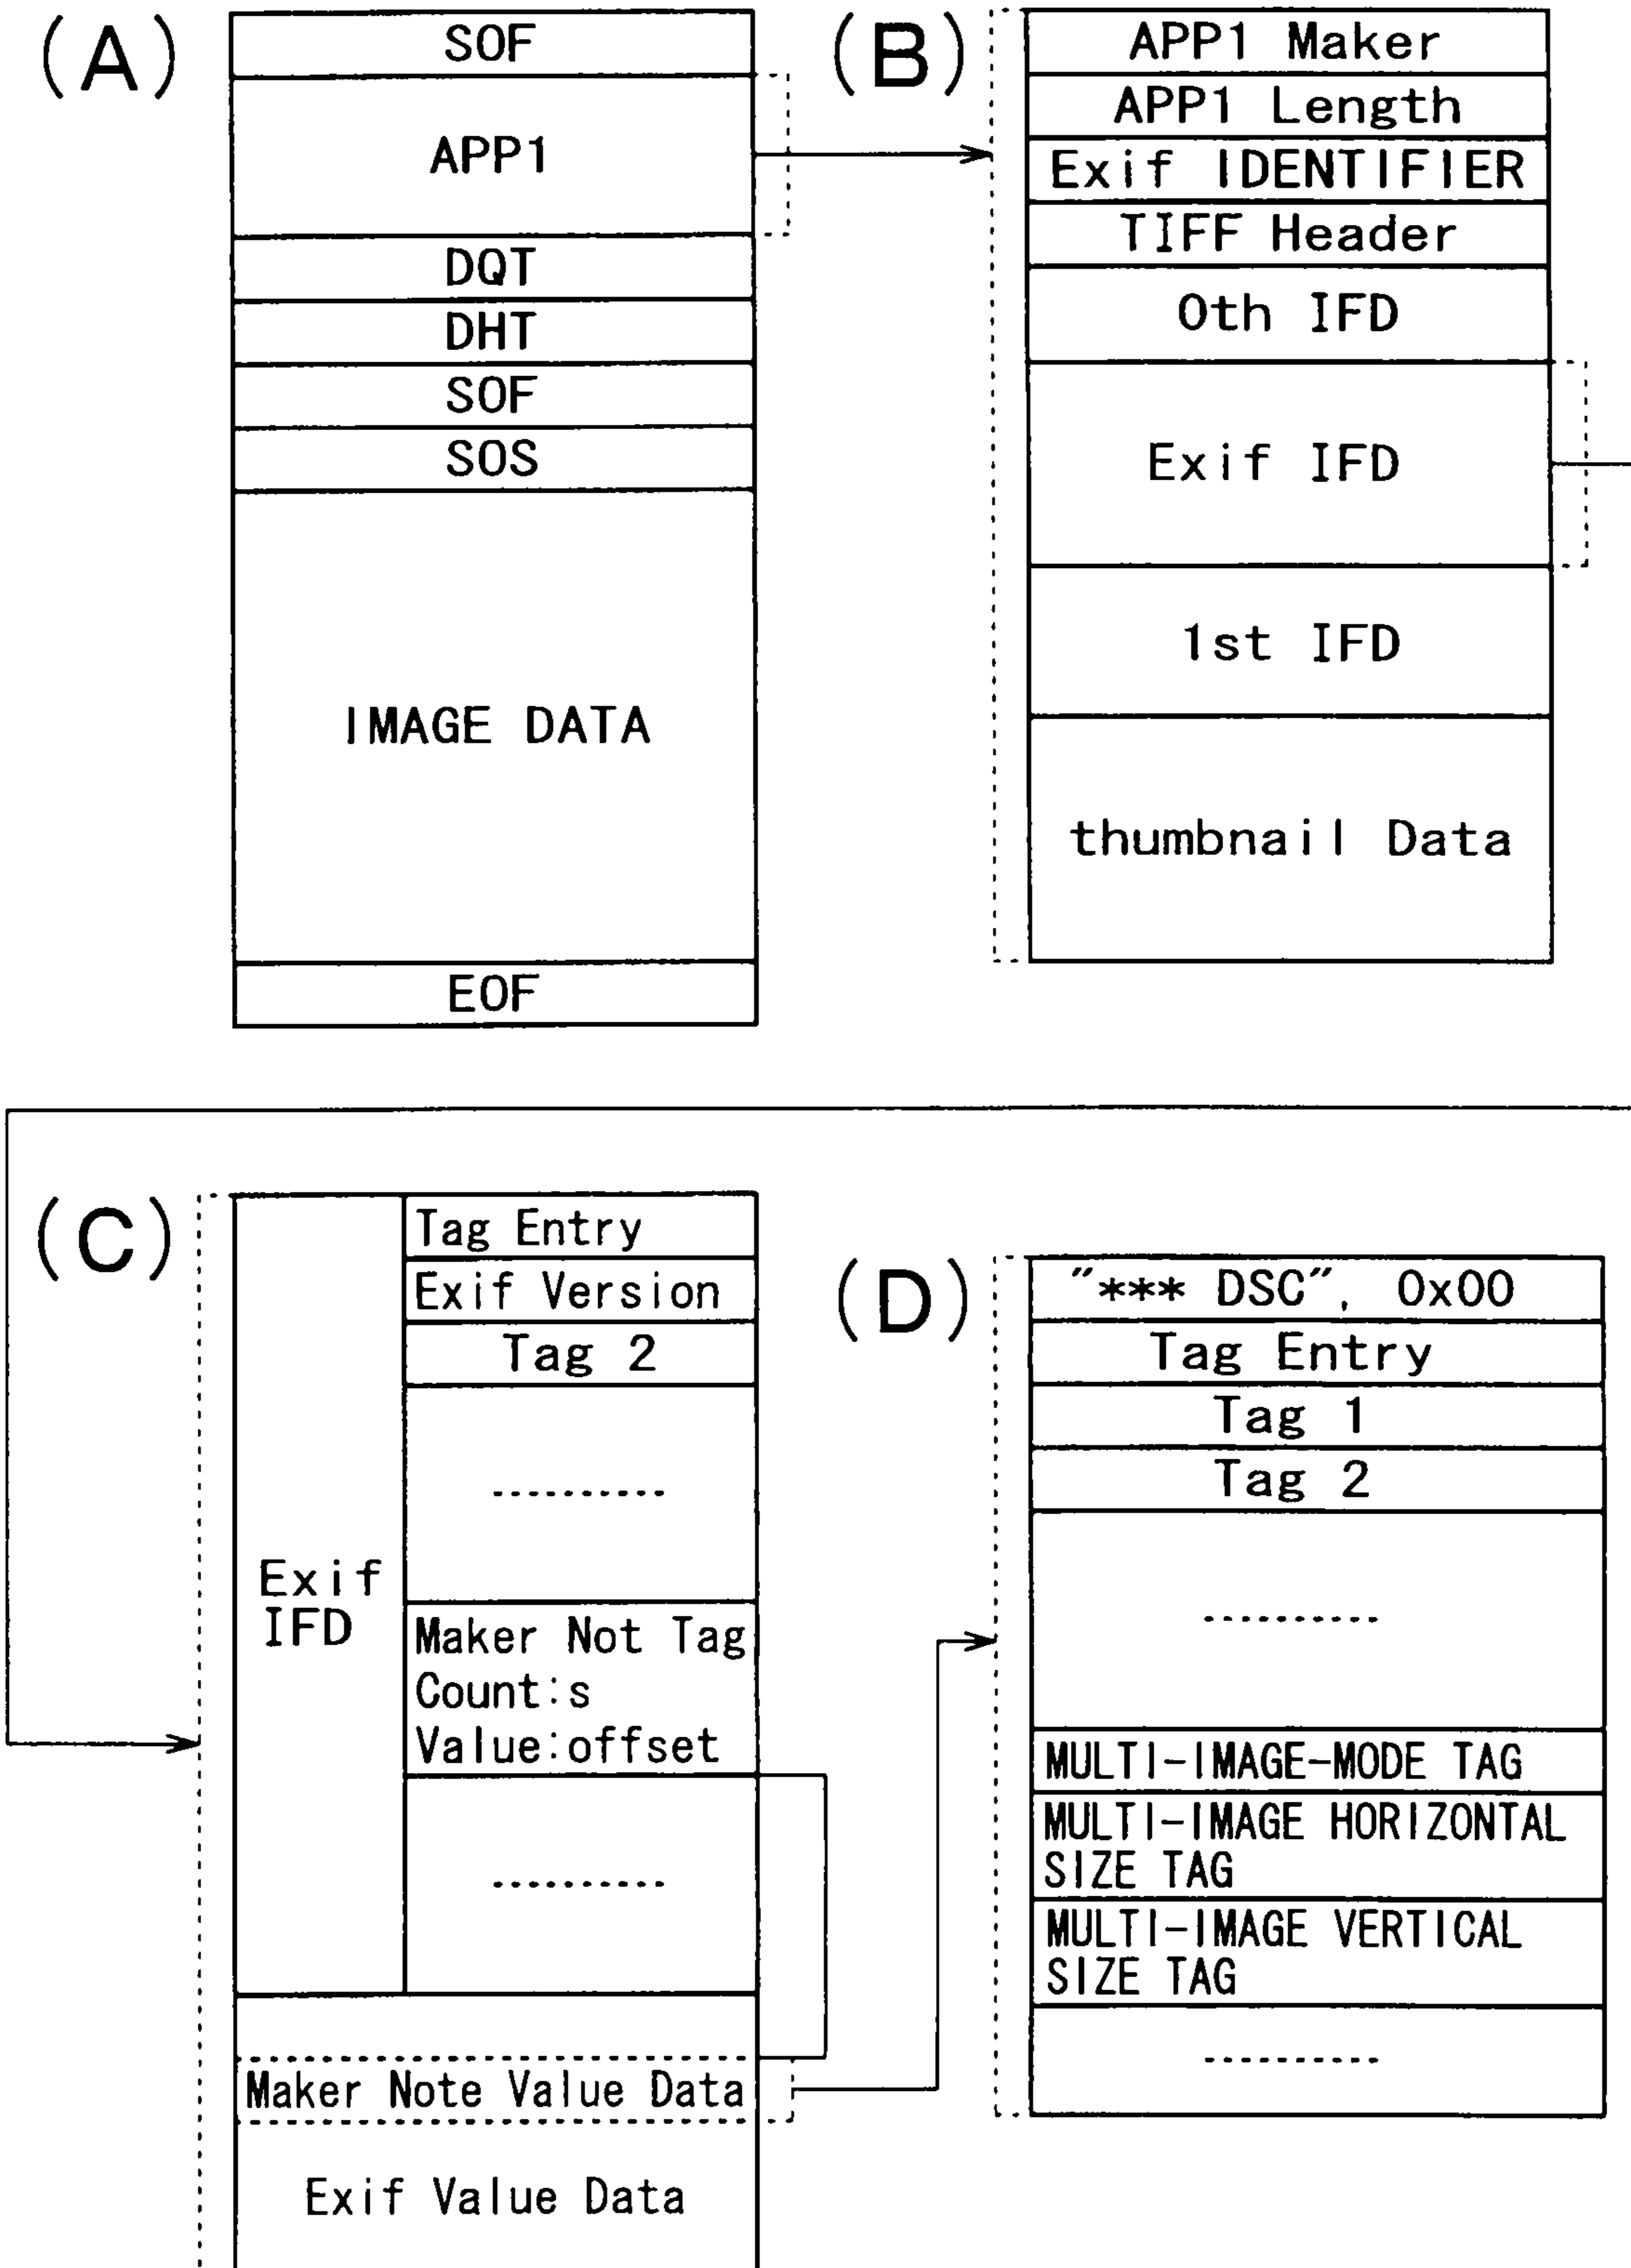 (A)
SOF
APP1
DQT
DHT
SOF
SOS
IMAGE DATA
EOF
(B)
APP1 Maker
APP1 Length
Exif IDENTIFIER
TIFF Header
0th IFD
Exif IFD
1st IFD
thumbnail Data
(C)
Exif
IFD
Tag Entry
Exif Version
Tag 2
Maker Not Tag
Count:s
Value:offset
Maker Note Value Data
Exif Value Data
(D)
"*** DSC", 0x00
Tag Entry
Tag 1
Tag 2
MULTI-IMAGE-MODE TAG
MULTI-IMAGE HORIZONTAL
SIZE TAG
MULTI-IMAGE VERTICAL
SIZE TAG